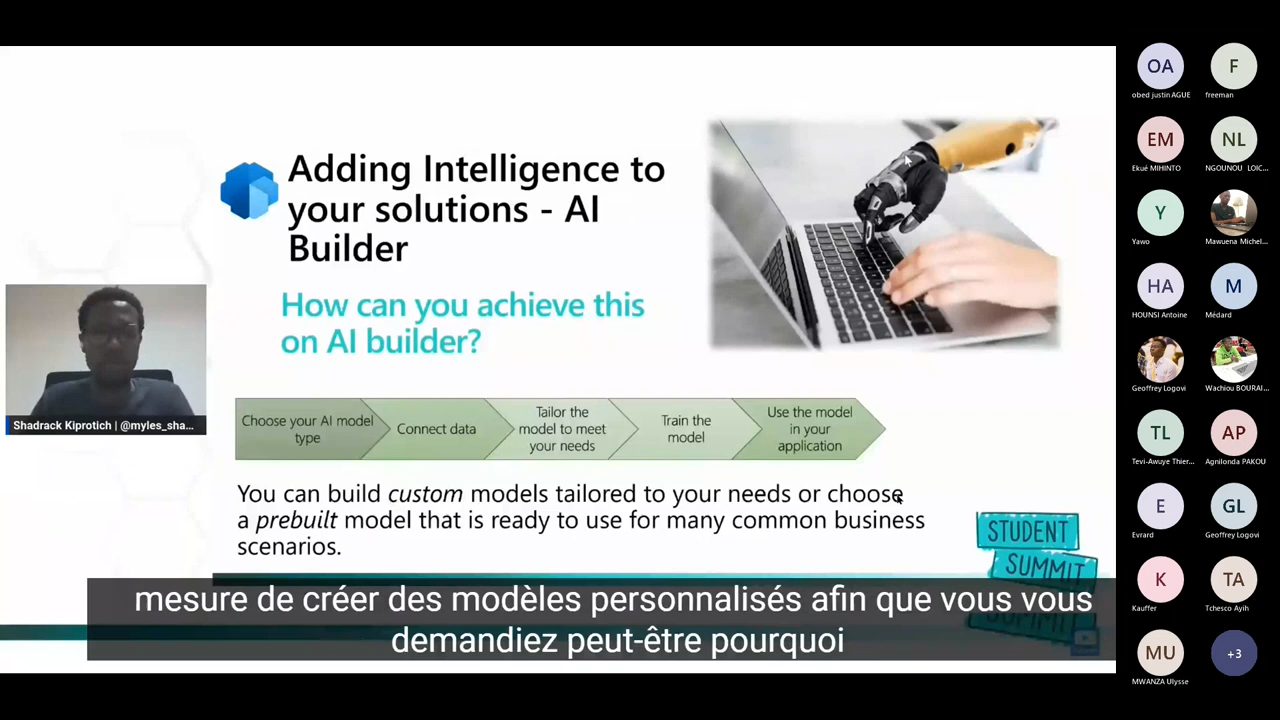 Adding Intelligence to
your solutions - AI
Builder
How can you achieve this
on AI builder?
Shadrack Kiprotich | @myles_sha...
Choose your AI model
type
Connect data
Tailor the
model to meet
your needs
Train the
model
Use the model
in your
application
You can build custom models tailored to your needs or choose
a prebuilt model that is ready to use for many common business
scenarios.
STUDENT
SUMMIT
mesure de créer des modèles personnalisés afin que vous vous
demandiez peut-être pourquoi
OA
obed justin AGUE
F
freeman
EM
Ekué MIHINTO
NL
NGOUNOU LOIC...
Y
Yawo
Mawuena Michel...
HA
HOUNSI Antoine
M
Médard
Geoffrey Logovi
Wachiou BOURAI...
TL
Tevi-Awuye Thier...
AP
Agnilonda PAKOU
E
Evrard
GL
Geoffrey Logovi
K
Kauffer
TA
Tchesco Ayih
MU
MWANZA Ulysse
+3